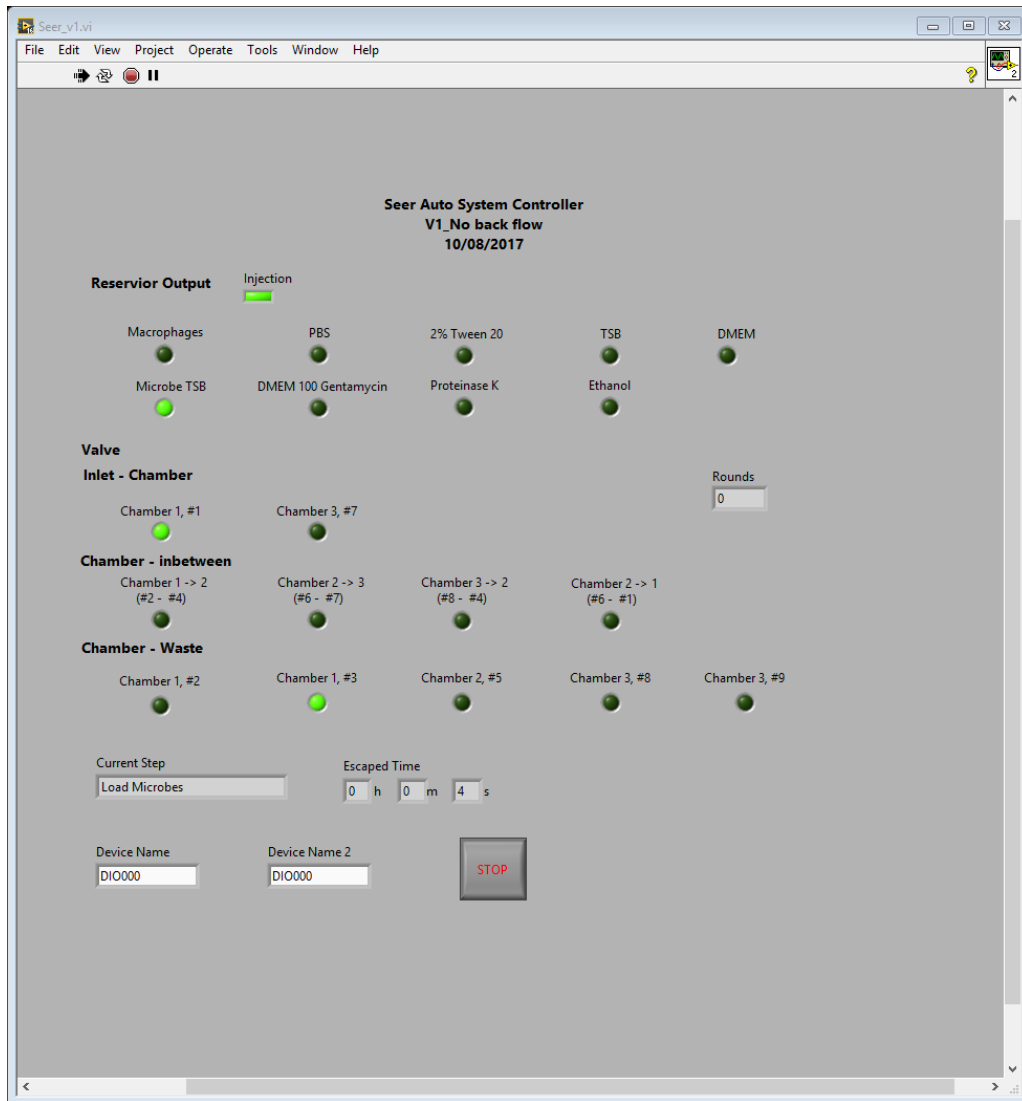 Seer_v1.vi
File Edit View Project Operate Tools Window Help
2
Seer Auto System Controller
V1_No back flow
10/08/2017
Reservior Output
Injection
Macrophages PBS 2% Tween 20 TSB DMEM
Microbe TSB DMEM 100 Gentamycin Proteinase K Ethanol
Valve
Inlet - Chamber
Rounds
0
Chamber 1, #1 Chamber 3, #7
Chamber - inbetween
Chamber 1 -> 2 Chamber 2 -> 3 Chamber 3 -> 2 Chamber 2 -> 1
(#2 - #4) (#6 - #7) (#8 - #4) (#6 - #1)
Chamber - Waste
Chamber 1, #2 Chamber 1, #3 Chamber 2, #5 Chamber 3, #8 Chamber 3, #9
Current Step Escaped Time
Load Microbes 0 h 0 m 4 s
Device Name Device Name 2
DIO000 DIO000
STOP